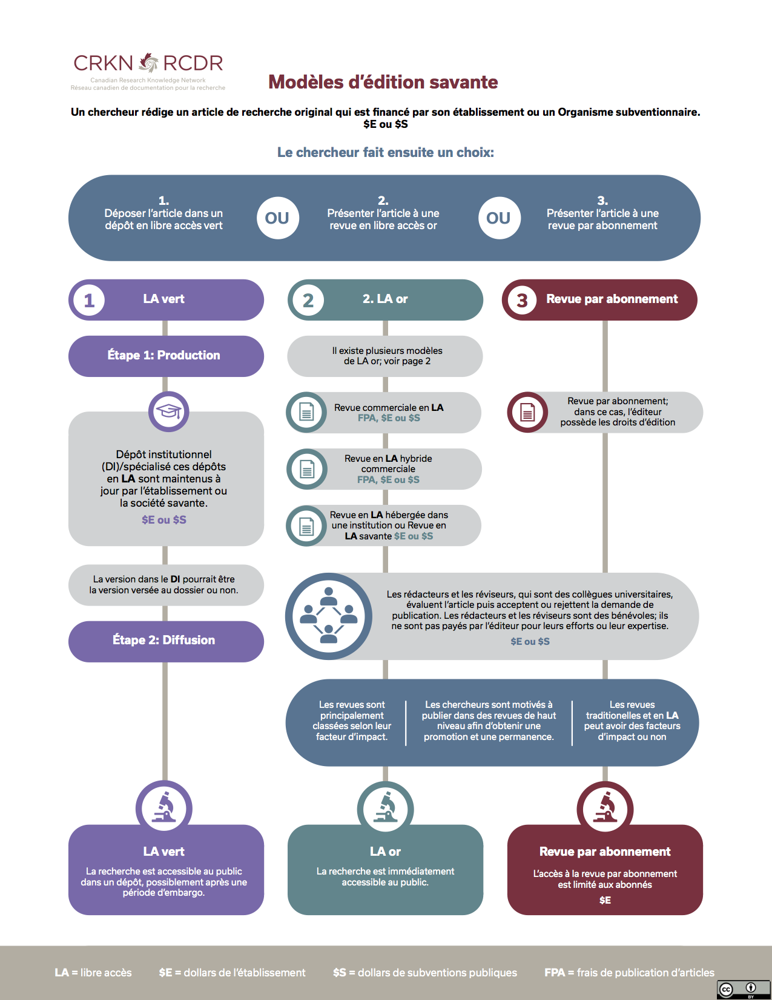 CRKN RCDR
Canadian Research Knowledge Network
Réseau canadien de documentation pour la recherche
Modèles d’édition savante
Un chercheur rédige un article de recherche original qui est financé par son établissement ou un Organisme subventionnaire.
$E ou $S
Le chercheur fait ensuite un choix:
1.
Déposer l’article dans un
dépôt en libre accès vert
OU
2.
Présenter l’article à une
revue en libre accès or
OU
3.
Présenter l’article à une
revue par abonnement
1 LA vert
Étape 1: Production
Dépôt institutionnel
(DI)/spécialisé ces dépôts
en LA sont maintenus à
jour par l’établissement ou
la société savante.
$E ou $S
La version dans le DI pourrait être
la version versée au dossier ou non.
Étape 2: Diffusion
2 2. LA or
Il existe plusieurs modèles
de LA or; voir page 2
Revue commerciale en LA
FPA, $E ou $S
Revue en LA hybride
commerciale
FPA, $E ou $S
Revue en LA hébergée dans
une institution ou Revue en
LA savante $E ou $S
3 Revue par abonnement
Revue par abonnement;
dans ce cas, l’éditeur
possède les droits d’édition
Les rédacteurs et les réviseurs, qui sont des collègues universitaires,
évaluent l’article puis acceptent ou rejettent la demande de
publication. Les rédacteurs et les réviseurs sont des bénévoles; ils
ne sont pas payés par l’éditeur pour leurs efforts ou leur expertise.
$E ou $S
Les revues sont
principalement
classées selon leur
facteur d’impact.
Les chercheurs sont motivés à
publier dans des revues de haut
niveau afin d’obtenir une
promotion et une permanence.
Les revues
traditionelles et en LA
peut avoir des facteurs
d’impact ou non
LA vert
La recherche est accessible au public
dans un dépôt, possiblement après une
période d’embargo.
LA or
La recherche est immédiatement
accessible au public.
Revue par abonnement
L’accès à la revue par abonnement
est limité aux abonnés
$E
LA = libre accès
$E = dollars de l’établissement
$S = dollars de subventions publiques
FPA = frais de publication d’articles
cc
BY